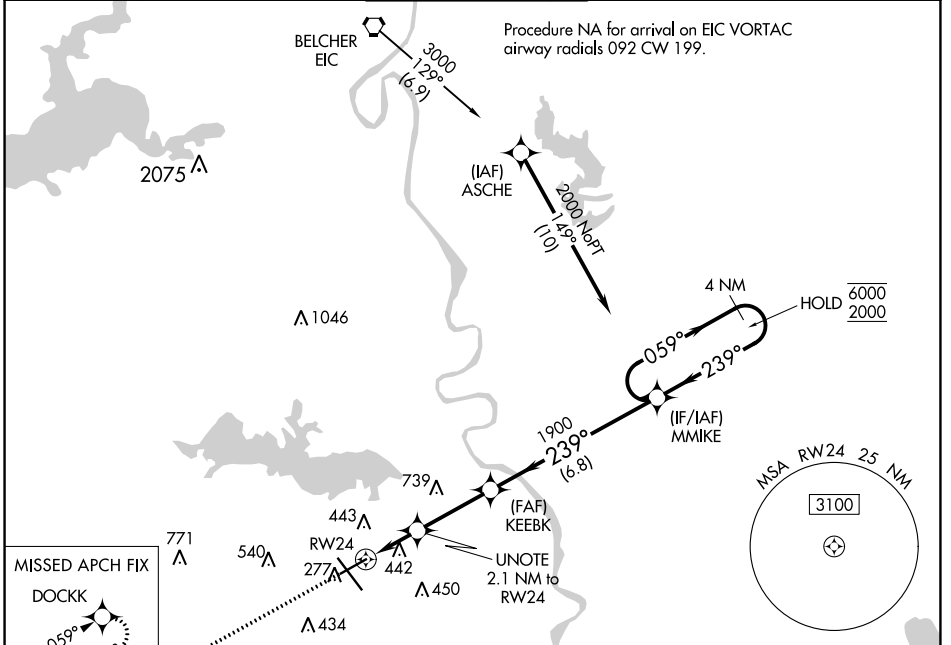 BELCHER
EIC
3000
129°
(6.9)
Procedure NA for arrival on EIC VORTAC
airway radials 092 CW 199.
2075
(IAF)
ASCHE
2000 NoPT
149°
(10)
1046
4 NM
HOLD
6000
2000
059°
239°
(IF/IAF)
MMIKE
1900
239°
(6.8)
(FAF)
KEEBK
739
443
RW24
UNOTE
2.1 NM to
RW24
771
540
277
442
450
434
MSA RW24 25 NM
3100
MISSED APCH FIX
DOCKK
059°